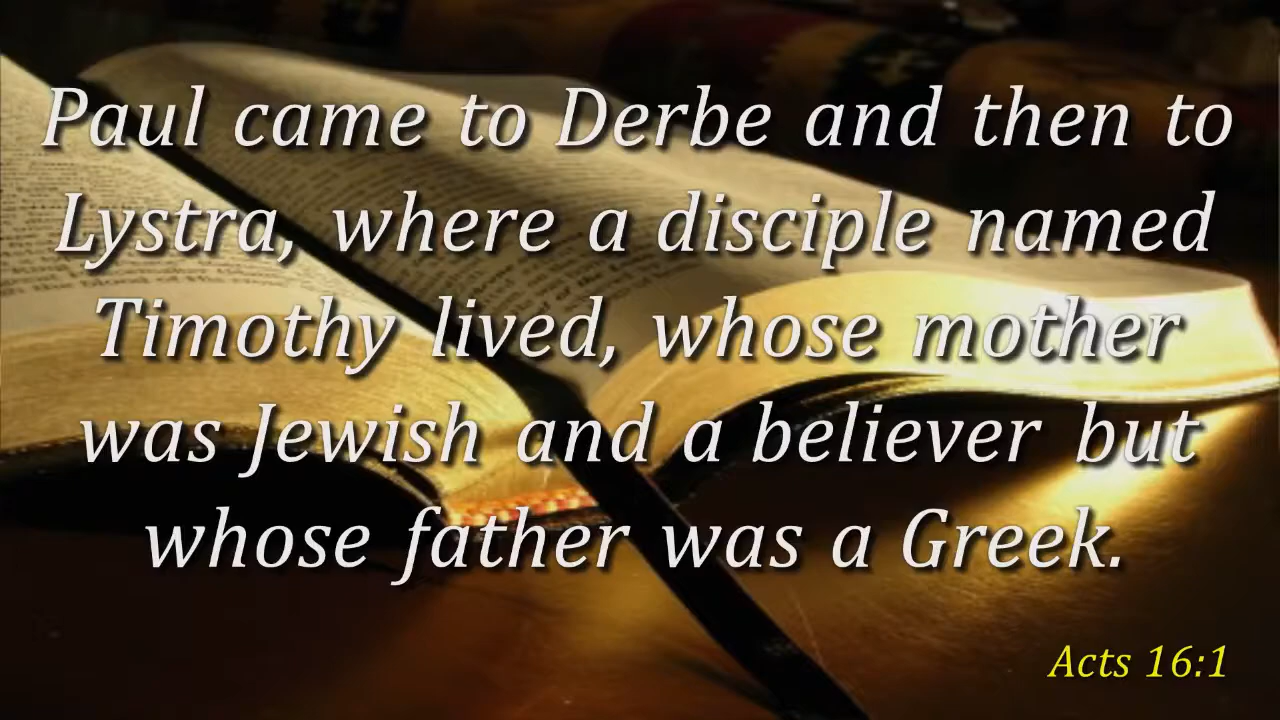 Paul came to Derbe and then to
Lystra, where a disciple named
Timothy lived, whose mother
was Jewish and a believer but
whose father was a Greek.
Acts 16:1